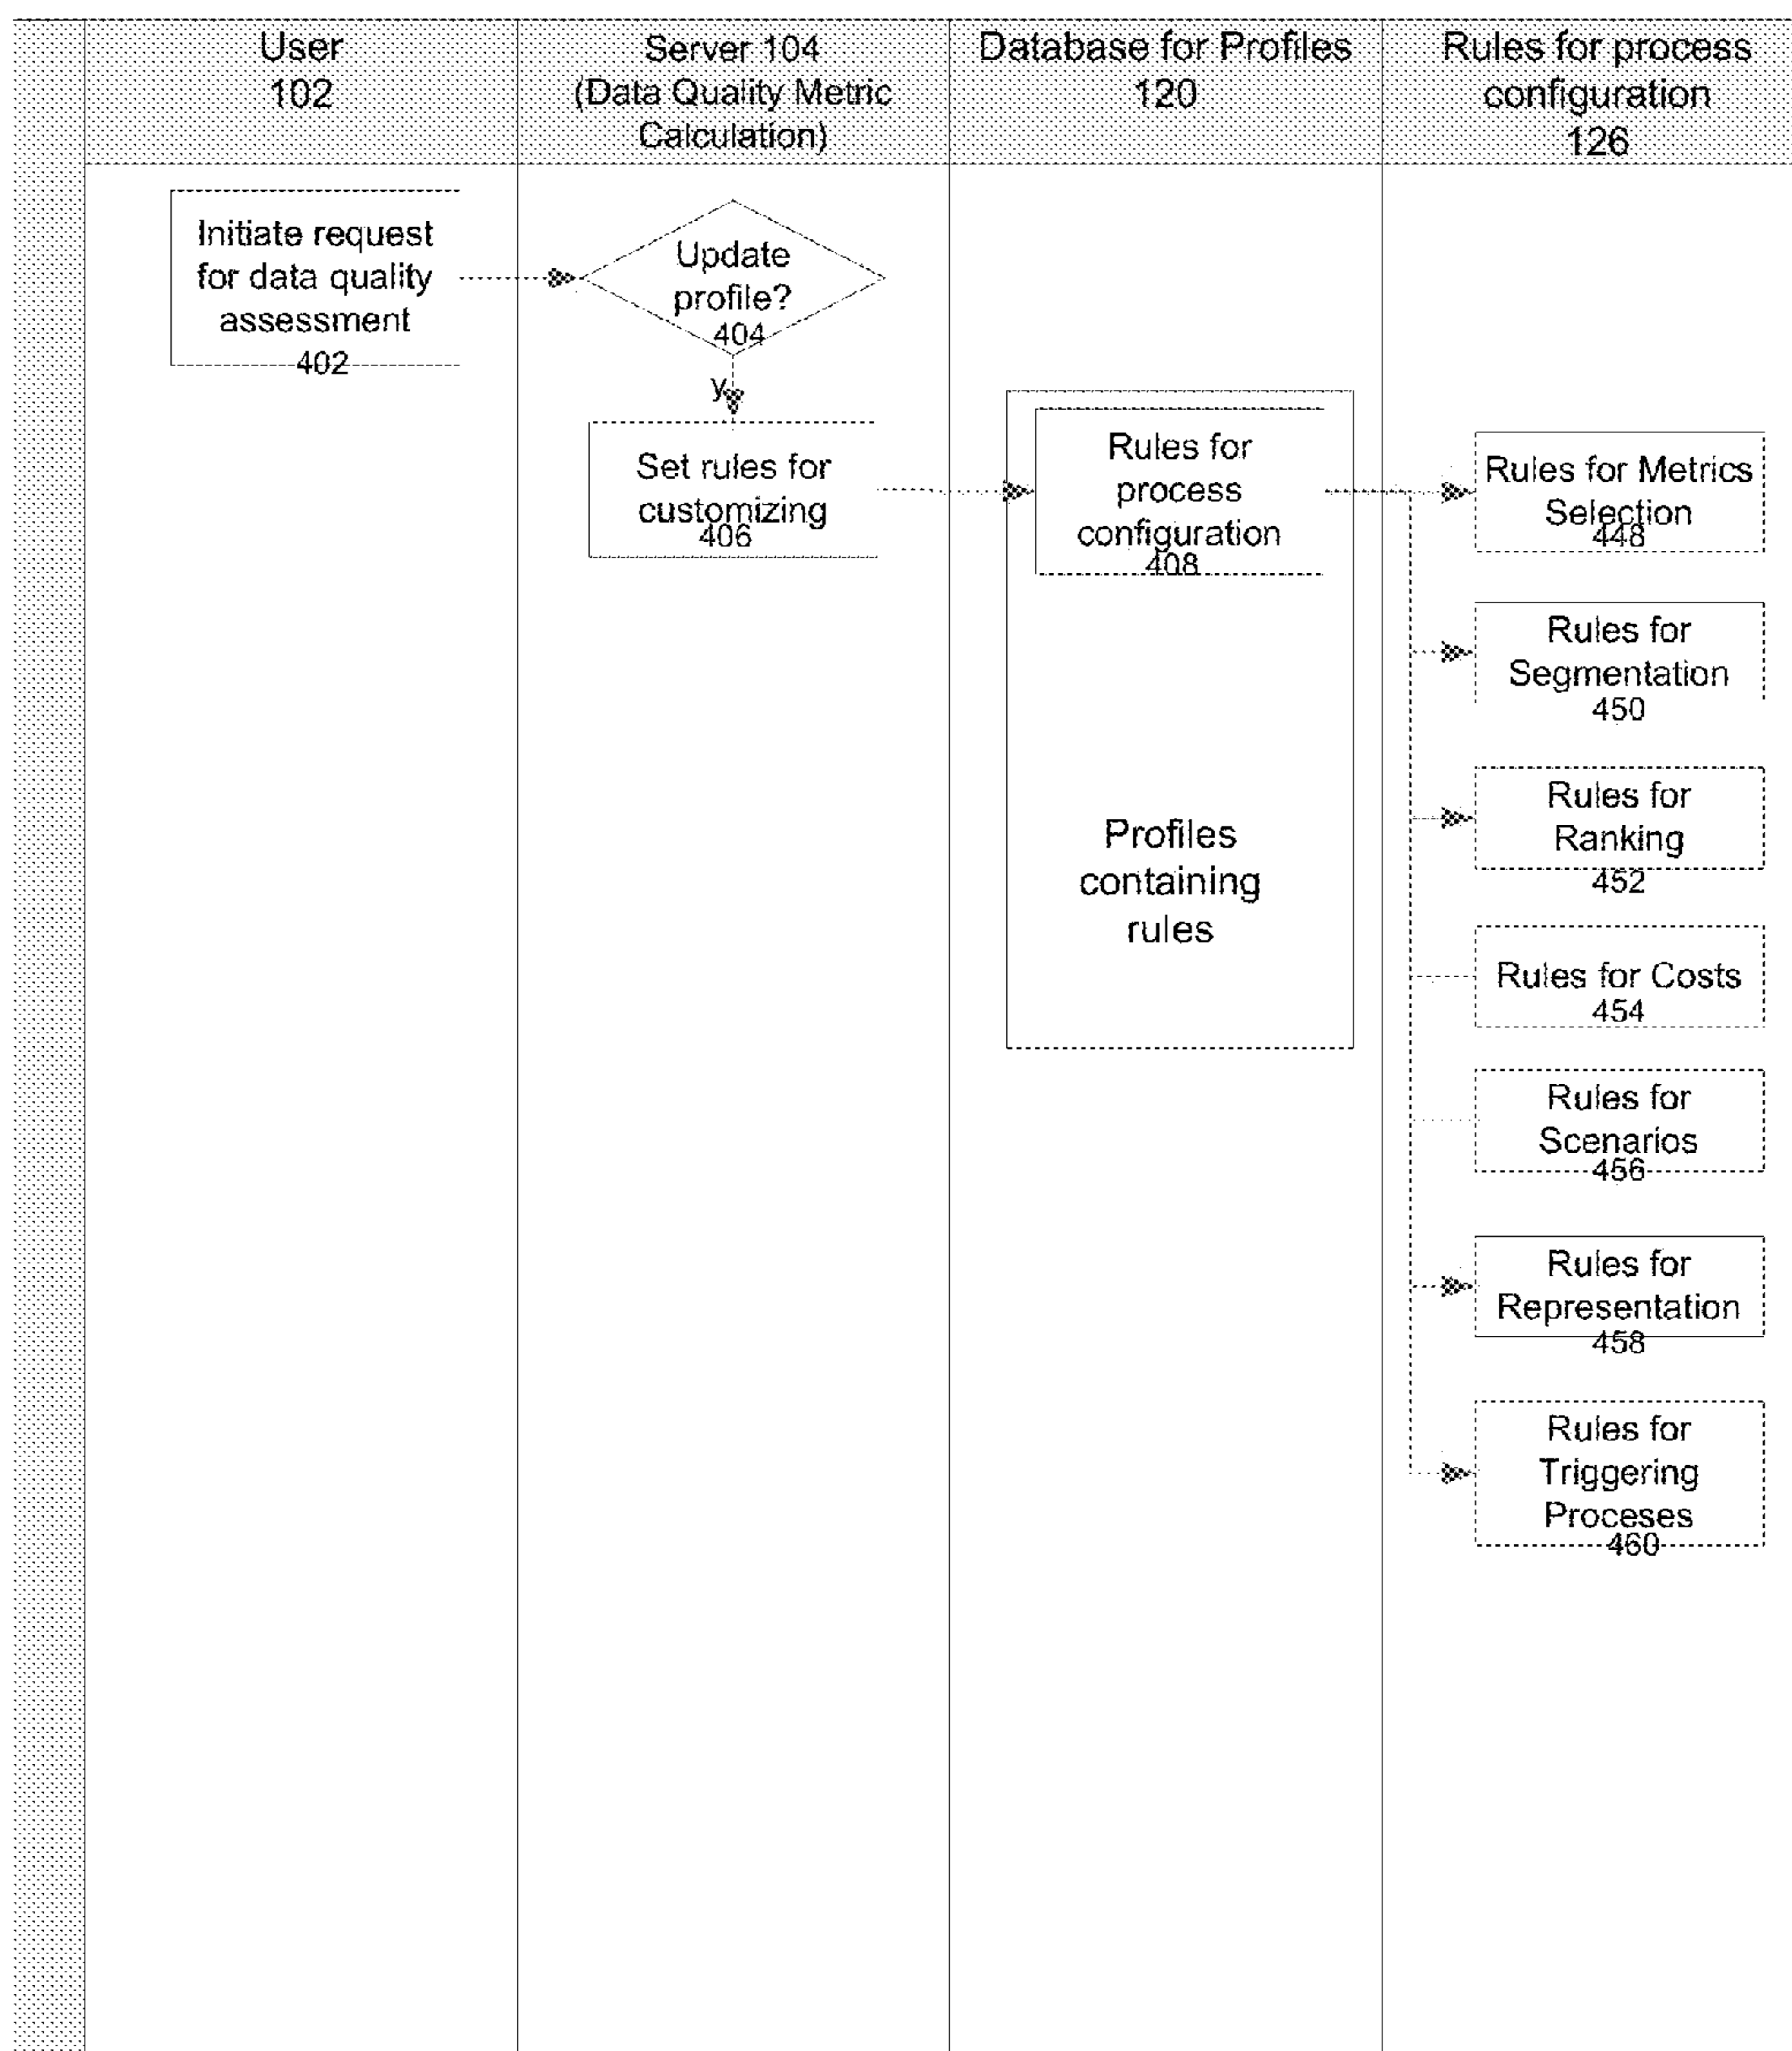 User
102
Server 104
(Data Quality Metric
Calculation)
Database for Profiles
120
Rules for process
configuration
126
Initiate request
for data quality
assessment
402
Update
profile?
404
y
Set rules for
customizing
406
Rules for
process
configuration
408
Profiles
containing
rules
Rules for Metrics
Selection
448
Rules for
Segmentation
450
Rules for
Ranking
452
Rules for Costs
454
Rules for
Scenarios
456
Rules for
Representation
458
Rules for
Triggering
Proceses
460